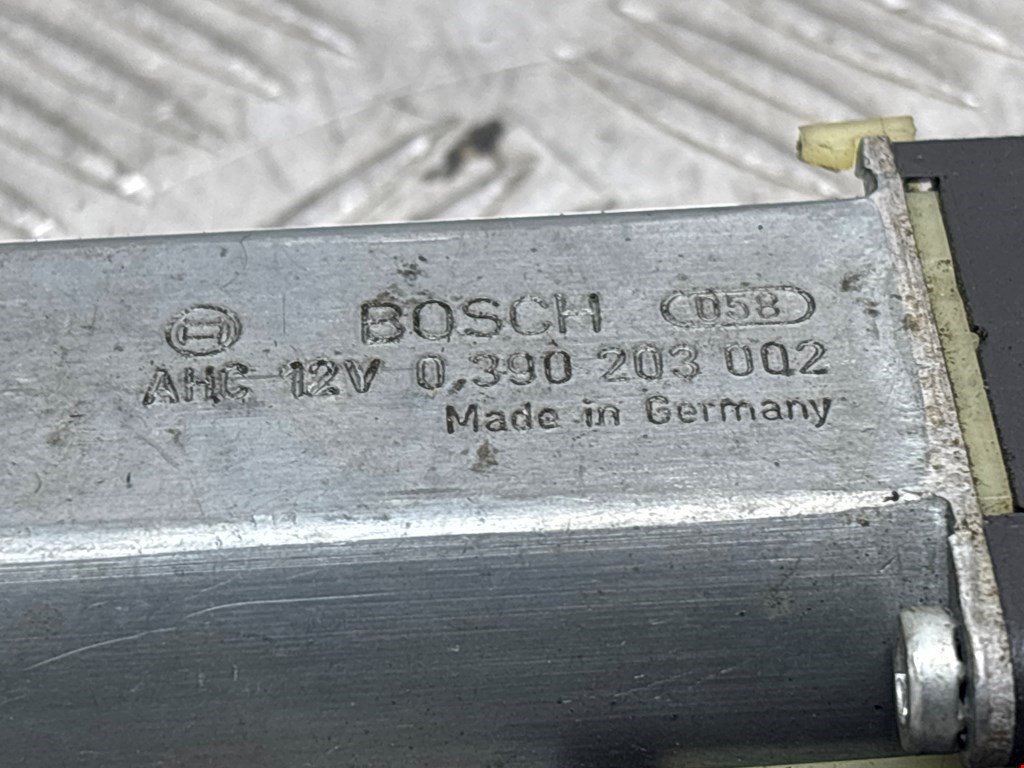 BOSCH 058
AHC 12V 0,390 203 002
Made in Germany